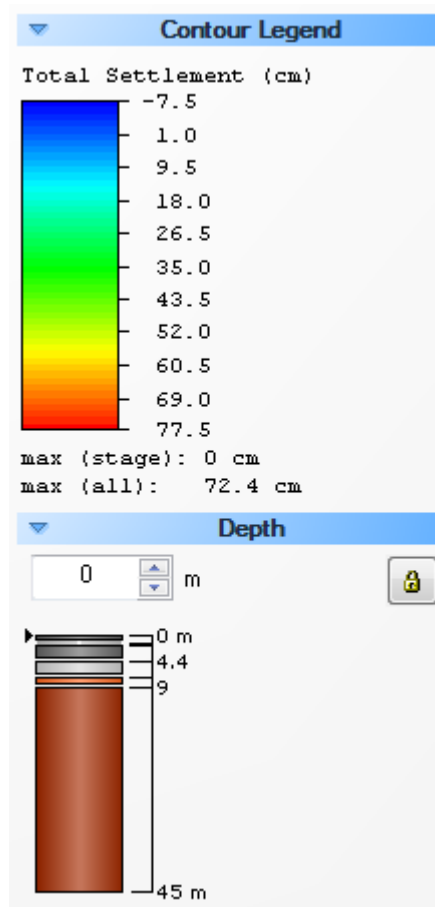 Contour Legend
Total Settlement (cm)
-7.5
1.0
9.5
18.0
26.5
35.0
43.5
52.0
60.5
69.0
77.5
max (stage): 0 cm
max (all): 72.4 cm
Depth
0 m
0 m
4.4
9
45 m